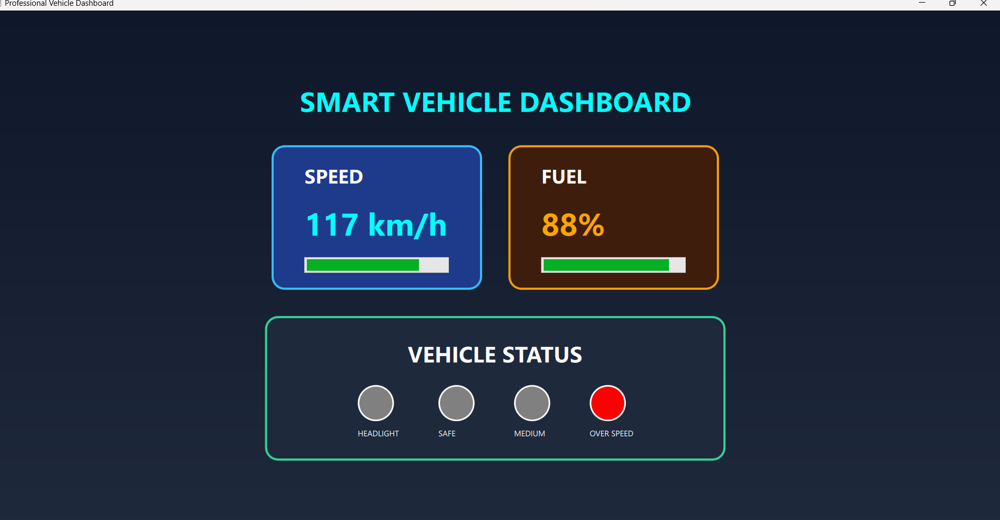 Professional Vehicle Dashboard
SMART VEHICLE DASHBOARD
SPEED
117 km/h
FUEL
88%
VEHICLE STATUS
HEADLIGHT
SAFE
MEDIUM
OVER SPEED